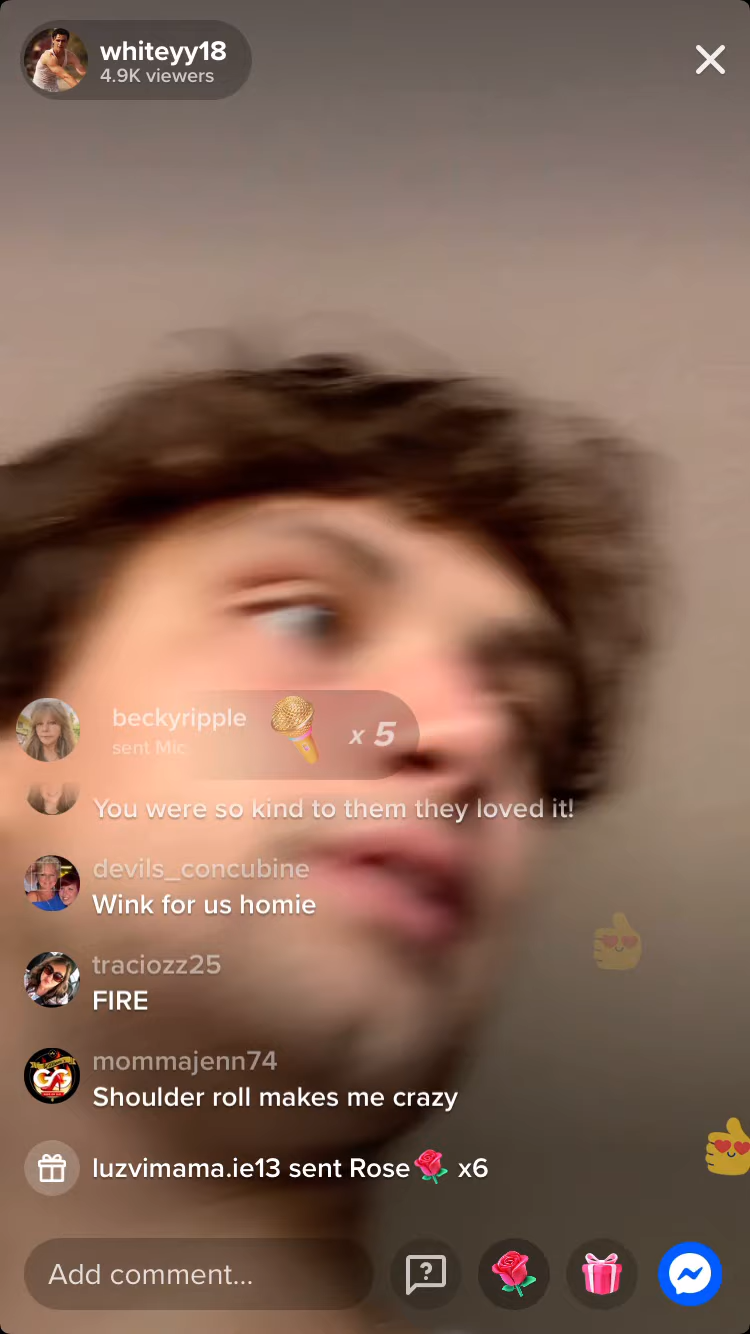 whiteyy18
4.9K viewers
beckyripple
sent Mic
x 5
You were so kind to them they loved it!
devils_concubine
Wink for us homie
traciozz25
FIRE
mommajenn74
Shoulder roll makes me crazy
luzvimama.ie13 sent Rose x6
Add comment...